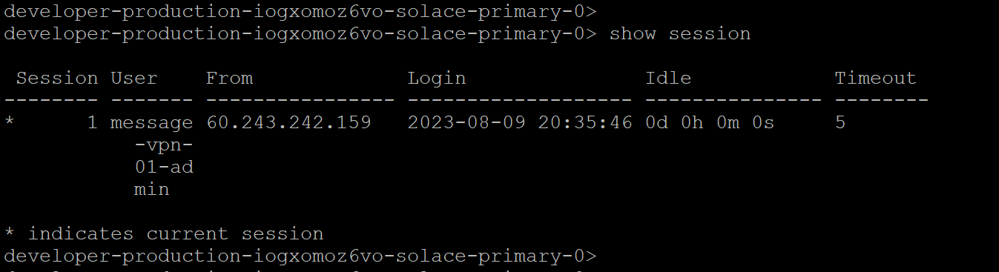 developer-production-iogxomoz6vo-solace-primary-0>
developer-production-iogxomoz6vo-solace-primary-0> show session
Session User From Login Idle Timeout
-------- ------- ---------------- ------------------- --------------- --------
* 1 message 60.243.242.159 2023-08-09 20:35:46 0d 0h 0m 0s 5
-vpn-
01-ad
min
* indicates current session
developer-production-iogxomoz6vo-solace-primary-0>